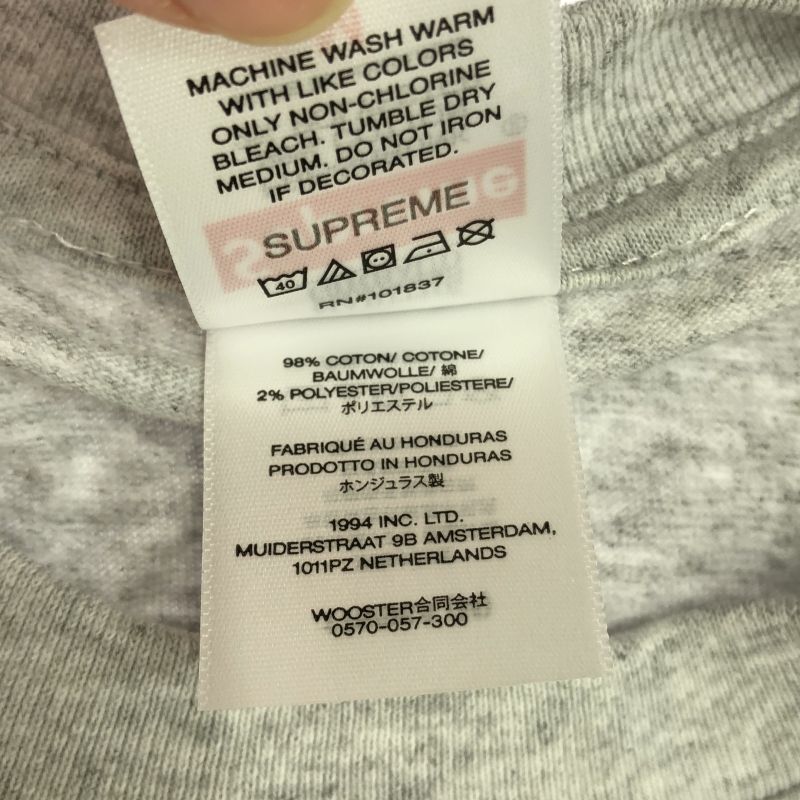 MACHINE WASH WARM
WITH LIKE COLORS
ONLY NON-CHLORINE
BLEACH. TUMBLE DRY
MEDIUM. DO NOT IRON
IF DECORATED.
SUPREME
40
RN#101837
98% COTON/ COTONE/
BAUMWOLLE/ 綿
2% POLYESTER/POLIESTERE/
ポリエステル
FABRIQUÉ AU HONDURAS
PRODOTTO IN HONDURAS
ホンジュラス製
1994 INC. LTD.
MUIDERSTRAAT 9B AMSTERDAM,
1011PZ NETHERLANDS
WOOSTER合同会社
0570-057-300